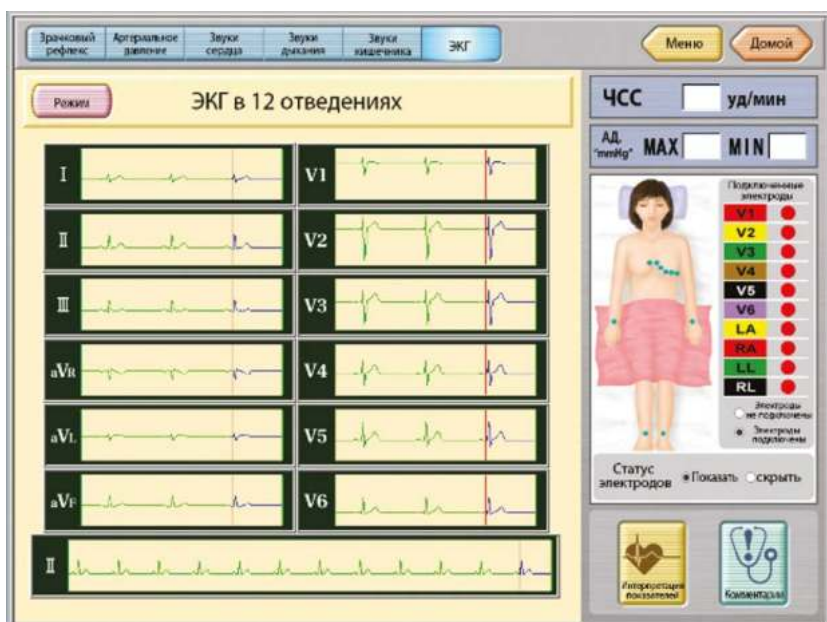 Зрачковый
рефлекс
Артериальное
давление
Звуки
сердца
Звуки
дыхания
Звуки
кишечника
ЭКГ
Меню
Домой
Режим
ЭКГ в 12 отведениях
ЧСС
уд/мин
АД,
"mmHg"
MAX
MIN
I
V1
II
V2
III
V3
aVR
V4
aVL
V5
aVF
V6
II
Подключенные
электроды
V1
V2
V3
V4
V5
V6
LA
RA
LL
RL
Электроды
не подключены
Электроды
подключены
Статус
электродов
Показать
скрыть
Интерпретация
показателей
Комментарии